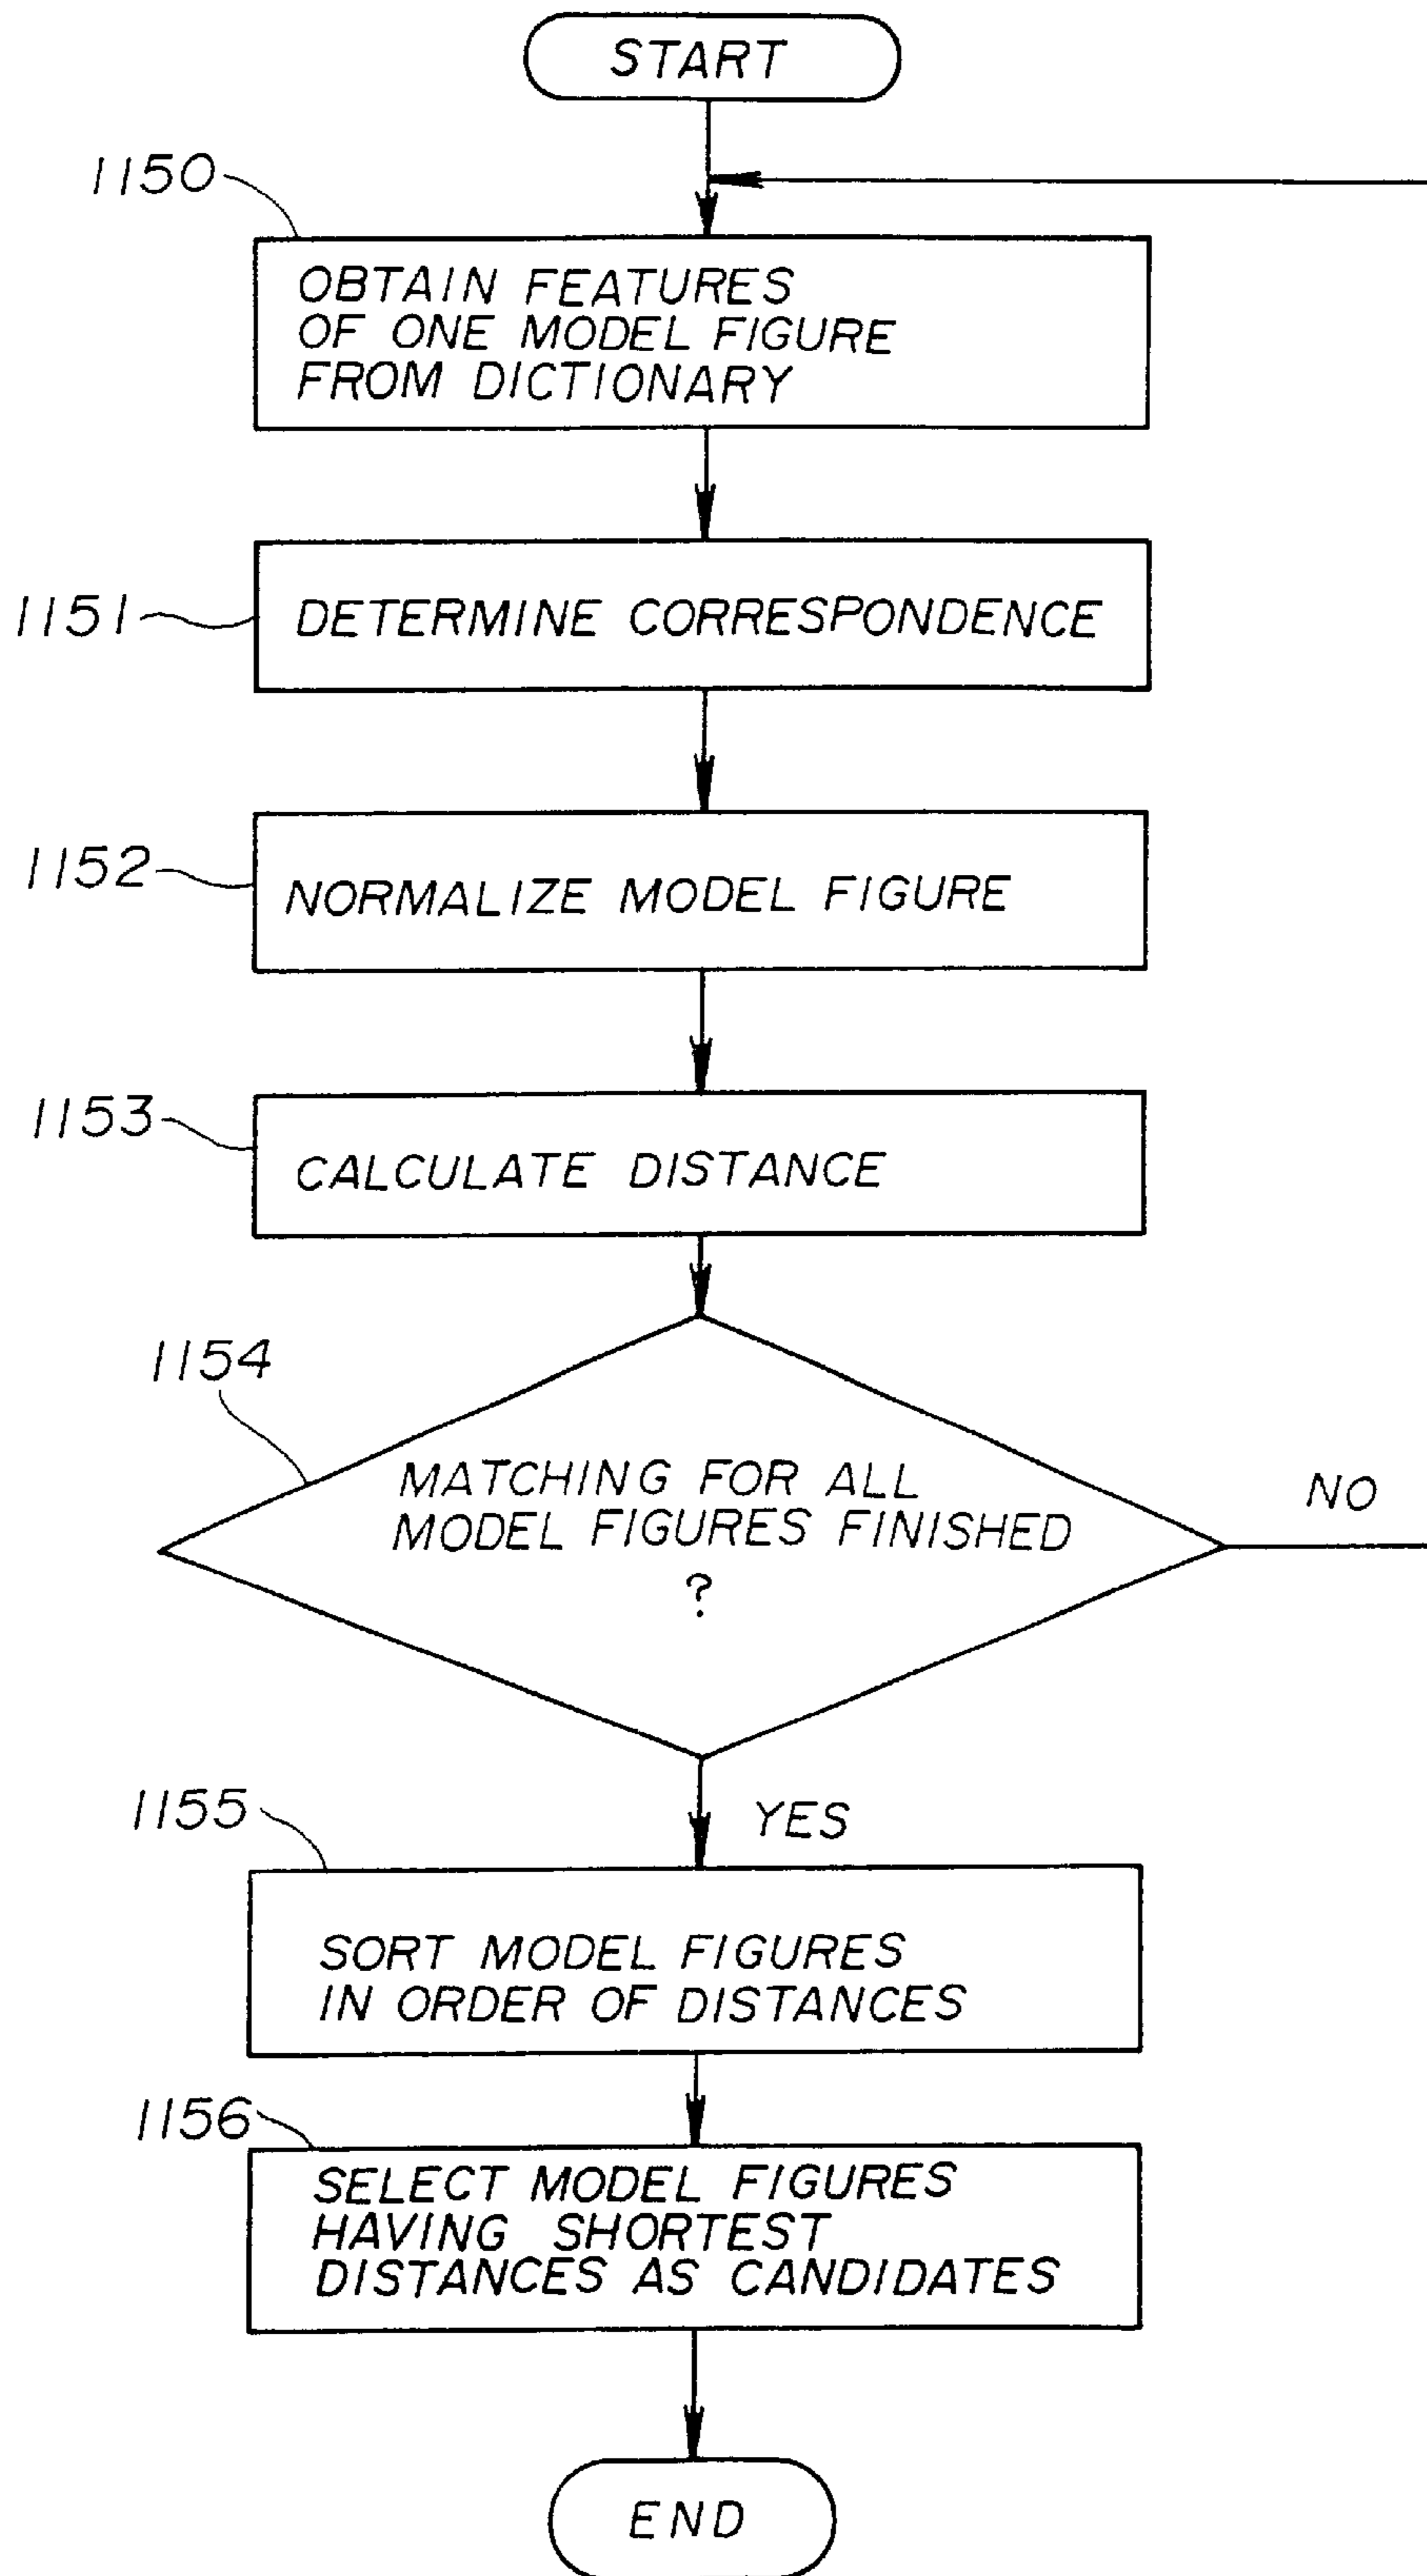 START
1150
OBTAIN FEATURES
OF ONE MODEL FIGURE
FROM DICTIONARY
1151
DETERMINE CORRESPONDENCE
1152
NORMALIZE MODEL FIGURE
1153
CALCULATE DISTANCE
1154
MATCHING FOR ALL
MODEL FIGURES FINISHED
?
NO
YES
1155
SORT MODEL FIGURES
IN ORDER OF DISTANCES
1156
SELECT MODEL FIGURES
HAVING SHORTEST
DISTANCES AS CANDIDATES
END